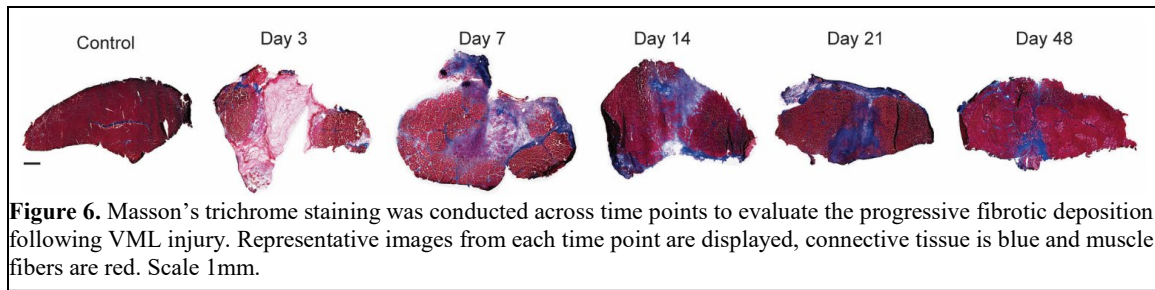 Control Day 3 Day 7 Day 14 Day 21 Day 48
Figure 6. Masson’s trichrome staining was conducted across time points to evaluate the progressive fibrotic deposition
following VML injury. Representative images from each time point are displayed, connective tissue is blue and muscle
fibers are red. Scale 1mm.